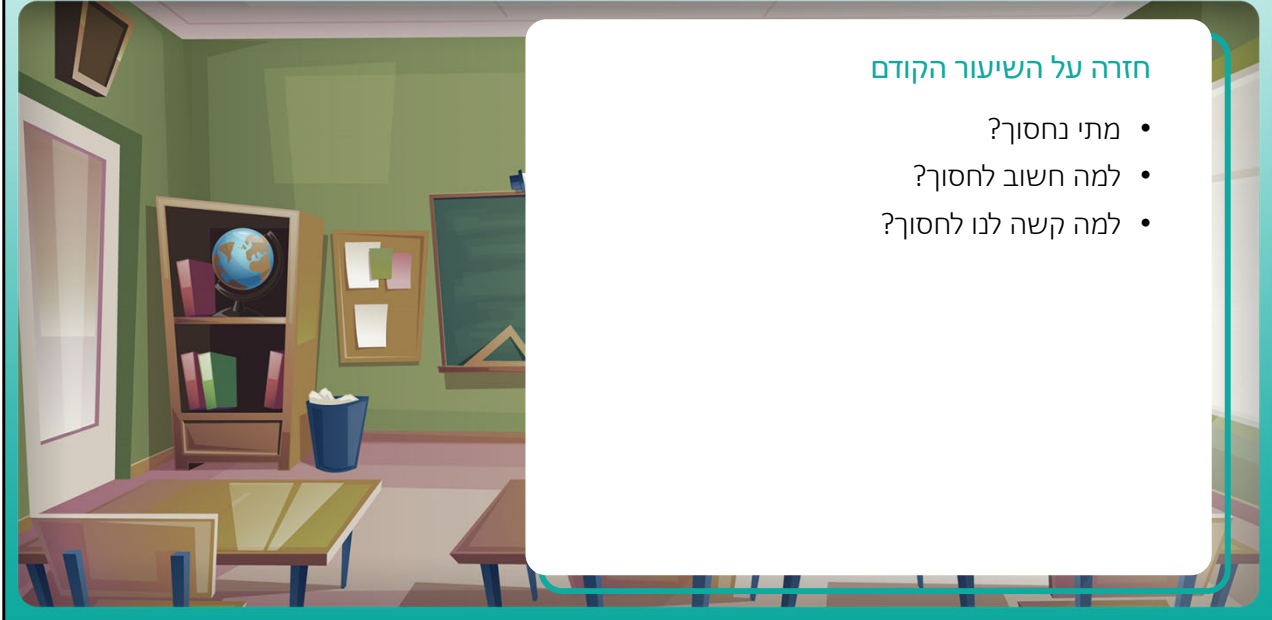 חזרה על השיעור הקודם
• מתי נחסוך?
• למה חשוב לחסוך?
• למה קשה לנו לחסוך?